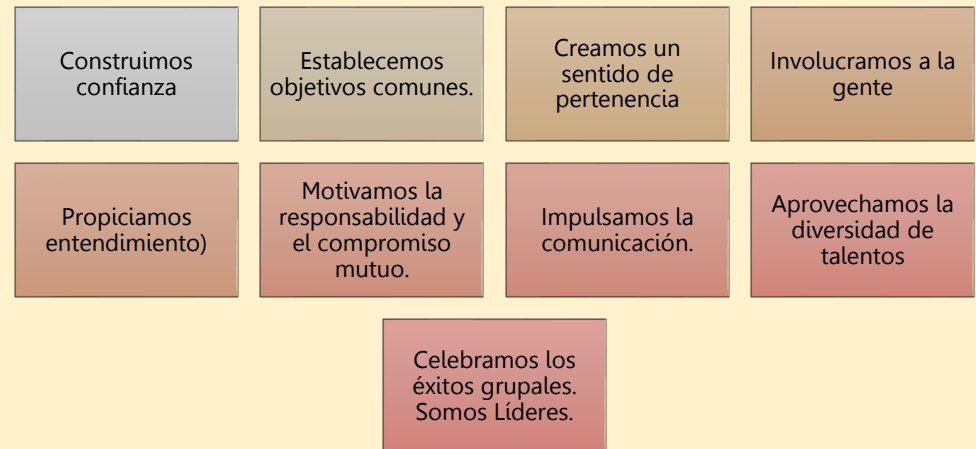 Construimos
confianza
Establecemos
objetivos comunes.
Creamos un
sentido de
pertenencia
Involucramos a la
gente
Propiciamos
entendimiento)
Motivamos la
responsabilidad y
el compromiso
mutuo.
Impulsamos la
comunicación.
Aprovechamos la
diversidad de
talentos
Celebramos los
éxitos grupales.
Somos Líderes.